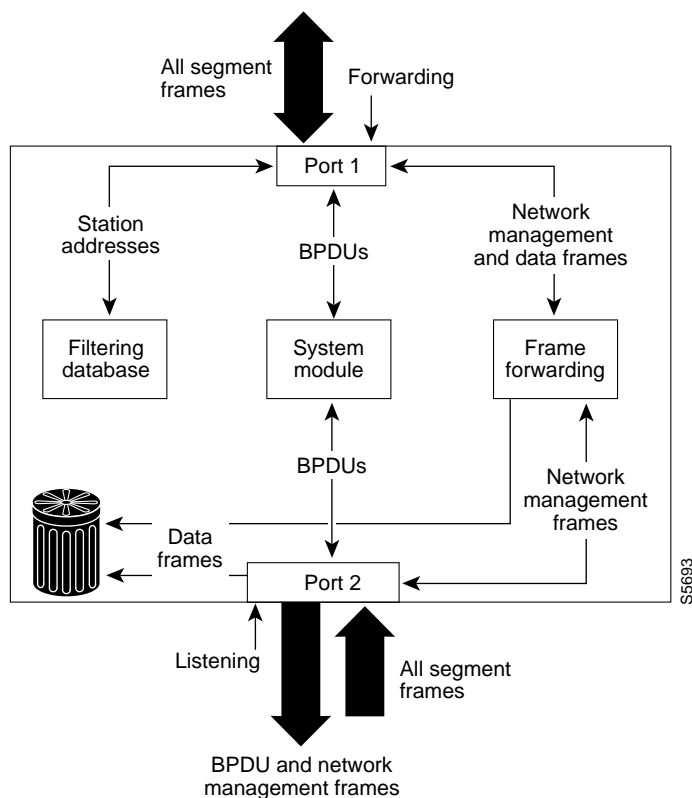 All segment
frames
Forwarding
Port 1
Station
addresses
BPDUs
Network
management
and data frames
Filtering
database
System
module
Frame
forwarding
BPDUs
Network
management
frames
Data
frames
Port 2
S5693
Listening
All segment
frames
BPDU and network
management frames